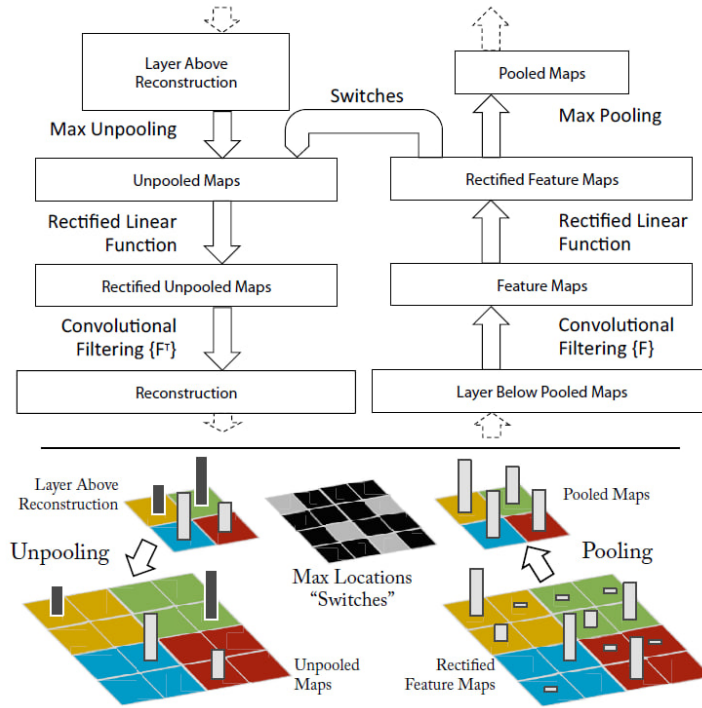 Layer Above
Reconstruction
Pooled Maps
Switches
Max Unpooling
Max Pooling
Unpooled Maps
Rectified Feature Maps
Rectified Linear
Function
Rectified Linear
Function
Rectified Unpooled Maps
Feature Maps
Convolutional
Filtering {Fᵀ}
Convolutional
Filtering {F}
Reconstruction
Layer Below Pooled Maps
Layer Above
Reconstruction
Pooled Maps
Unpooling
Max Locations
“Switches”
Pooling
Unpooled
Maps
Rectified
Feature Maps